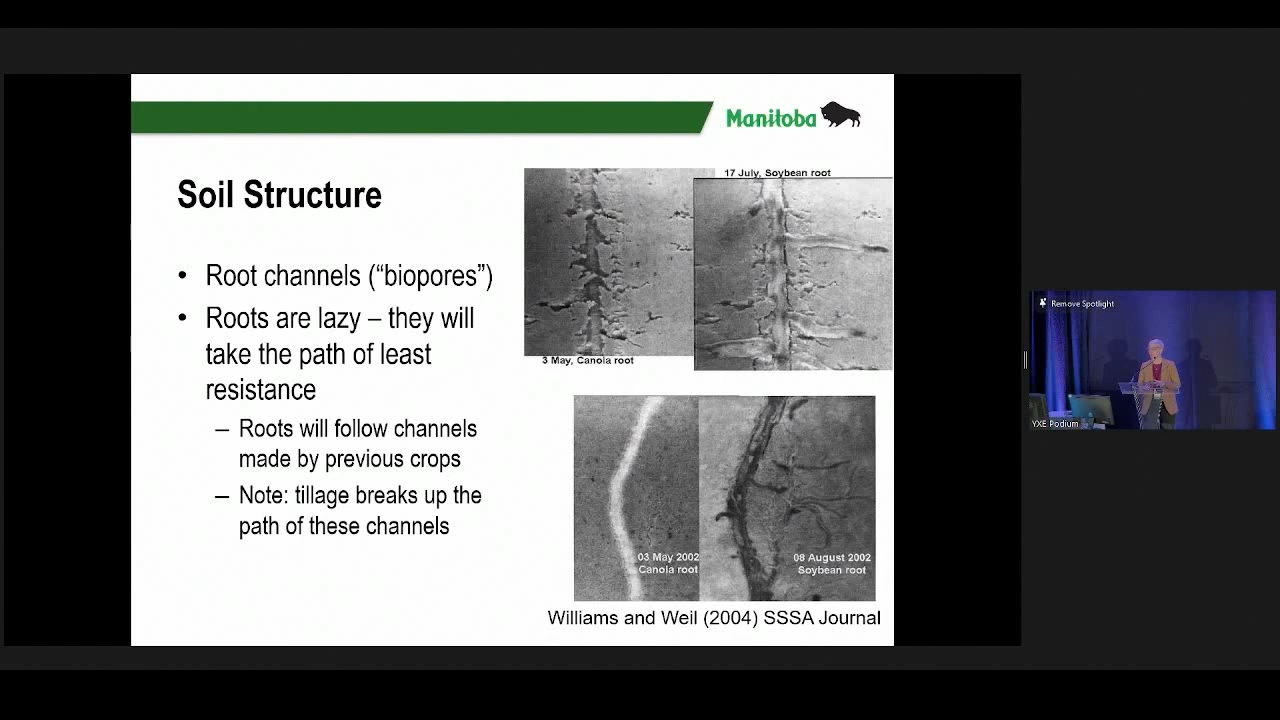 Manitoba
Soil Structure
• Root channels (“biopores”)
• Roots are lazy – they will
take the path of least
resistance
– Roots will follow channels
made by previous crops
– Note: tillage breaks up the
path of these channels
17 July, Soybean root
3 May, Canola root
03 May 2002
Canola root
08 August 2002
Soybean root
Williams and Weil (2004) SSSA Journal
Remove Spotlight
YXE Podium